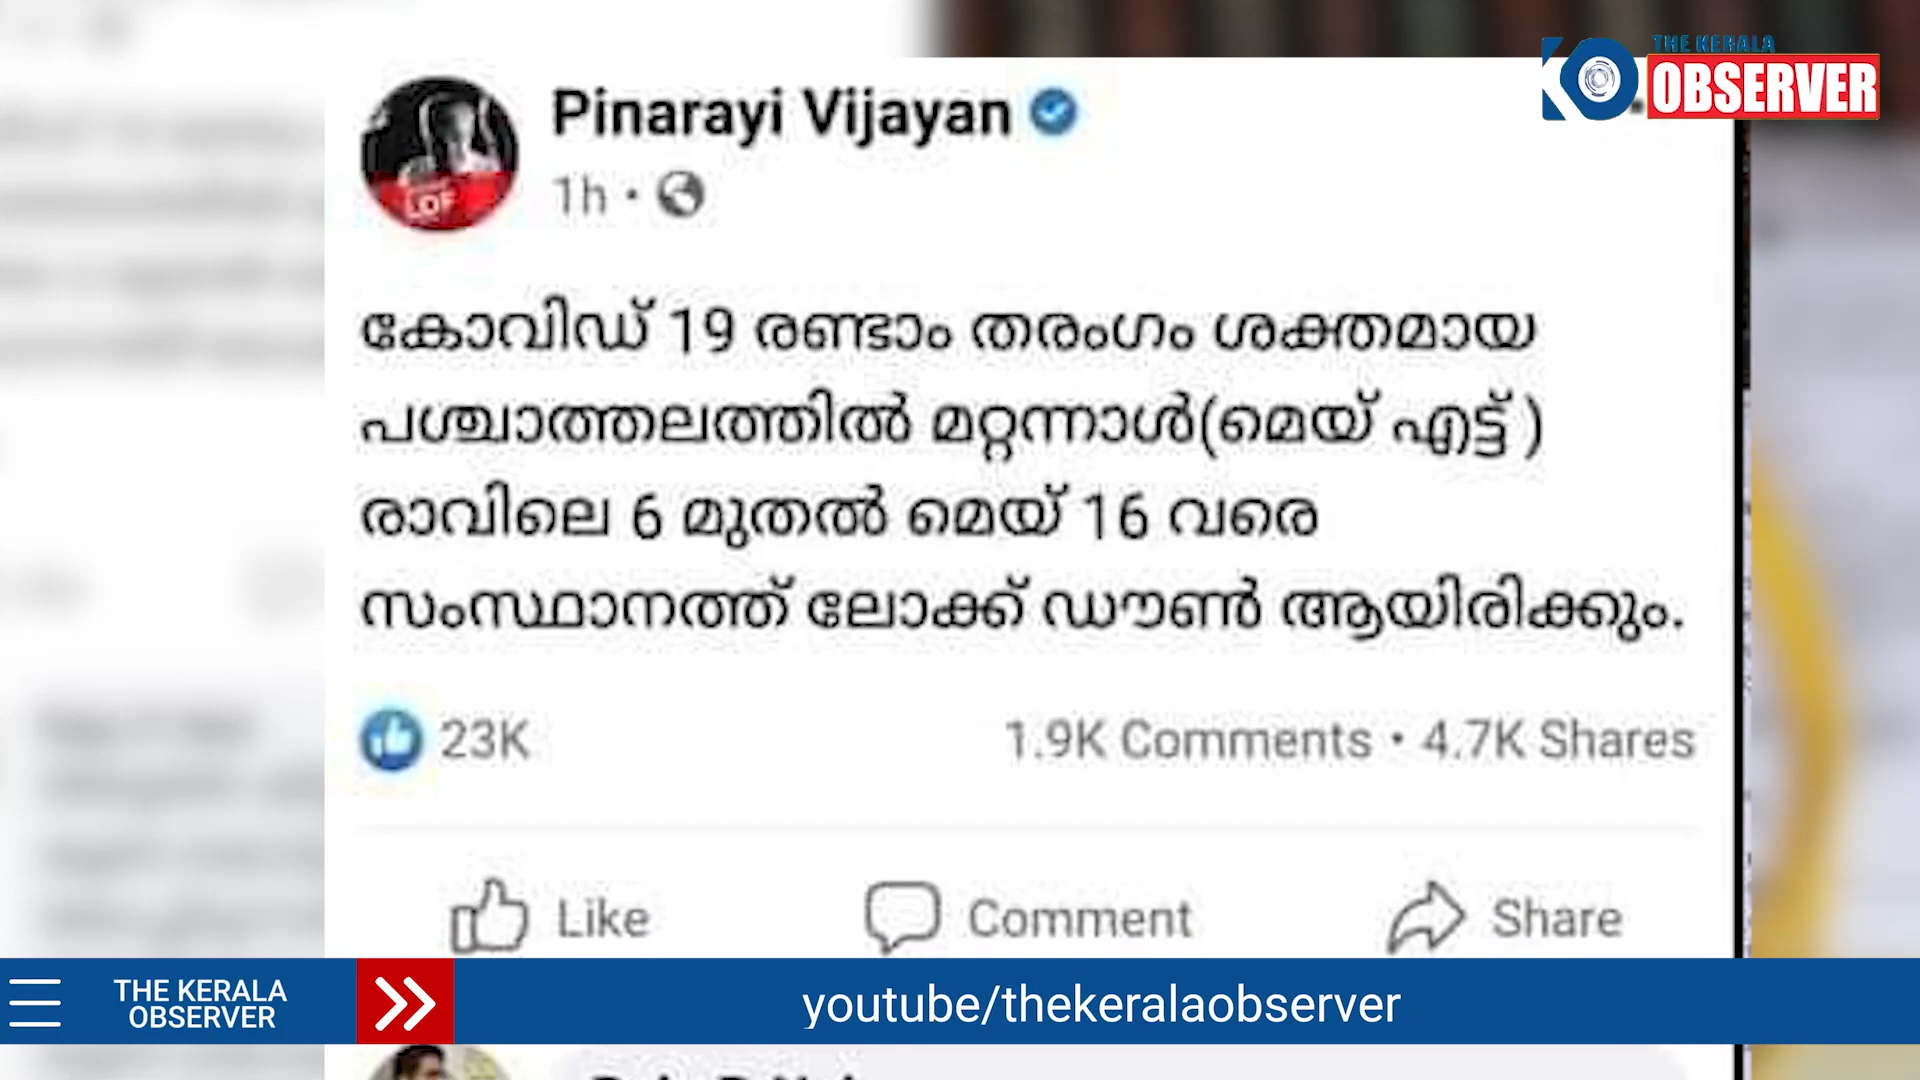 THE KERALA
OBSERVER
Pinarayi Vijayan
1h
LDF
കോവിഡ് 19 രണ്ടാം തരംഗം ശക്തമായ
പശ്ചാത്തലത്തിൽ മറ്റന്നാൾ(മെയ് എട്ട് )
രാവിലെ 6 മുതൽ മെയ് 16 വരെ
സംസ്ഥാനത്ത് ലോക്ക് ഡൗൺ ആയിരിക്കും.
23K
1.9K Comments • 4.7K Shares
Like Comment Share
THE KERALA
OBSERVER
youtube/thekeralaobserver